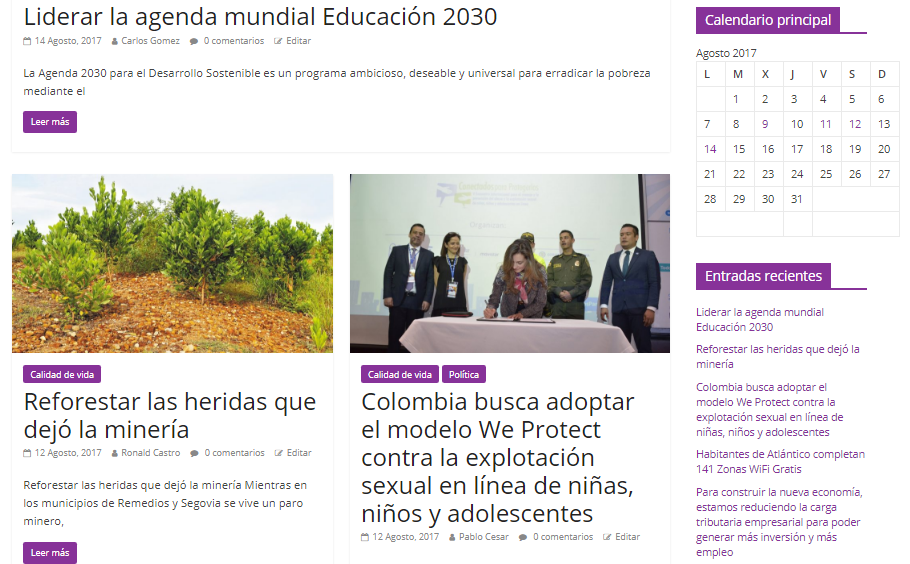 Liderar la agenda mundial Educación 2030
14 Agosto, 2017 Carlos Gomez 0 comentarios Editar
La Agenda 2030 para el Desarrollo Sostenible es un programa ambicioso, deseable y universal para erradicar la pobreza
mediante el
Leer más
Calidad de vida
Reforestar las heridas que
dejó la minería
12 Agosto, 2017 Ronald Castro 0 comentarios Editar
Reforestar las heridas que dejó la minería Mientras en
los municipios de Remedios y Segovia se vive un paro
minero,
Leer más
Calidad de vida Política
Colombia busca adoptar
el modelo We Protect
contra la explotación
sexual en línea de niñas,
niños y adolescentes
12 Agosto, 2017 Pablo Cesar 0 comentarios Editar
Calendario principal
Agosto 2017
L M X J V S D
1 2 3 4 5 6
7 8 9 10 11 12 13
14 15 16 17 18 19 20
21 22 23 24 25 26 27
28 29 30 31
Entradas recientes
Liderar la agenda mundial
Educación 2030
Reforestar las heridas que dejó la
minería
Colombia busca adoptar el
modelo We Protect contra la
explotación sexual en línea de
niñas, niños y adolescentes
Habitantes de Atlántico completan
141 Zonas WiFi Gratis
Para construir la nueva economía,
estamos reduciendo la carga
tributaria empresarial para poder
generar más inversión y más
empleo